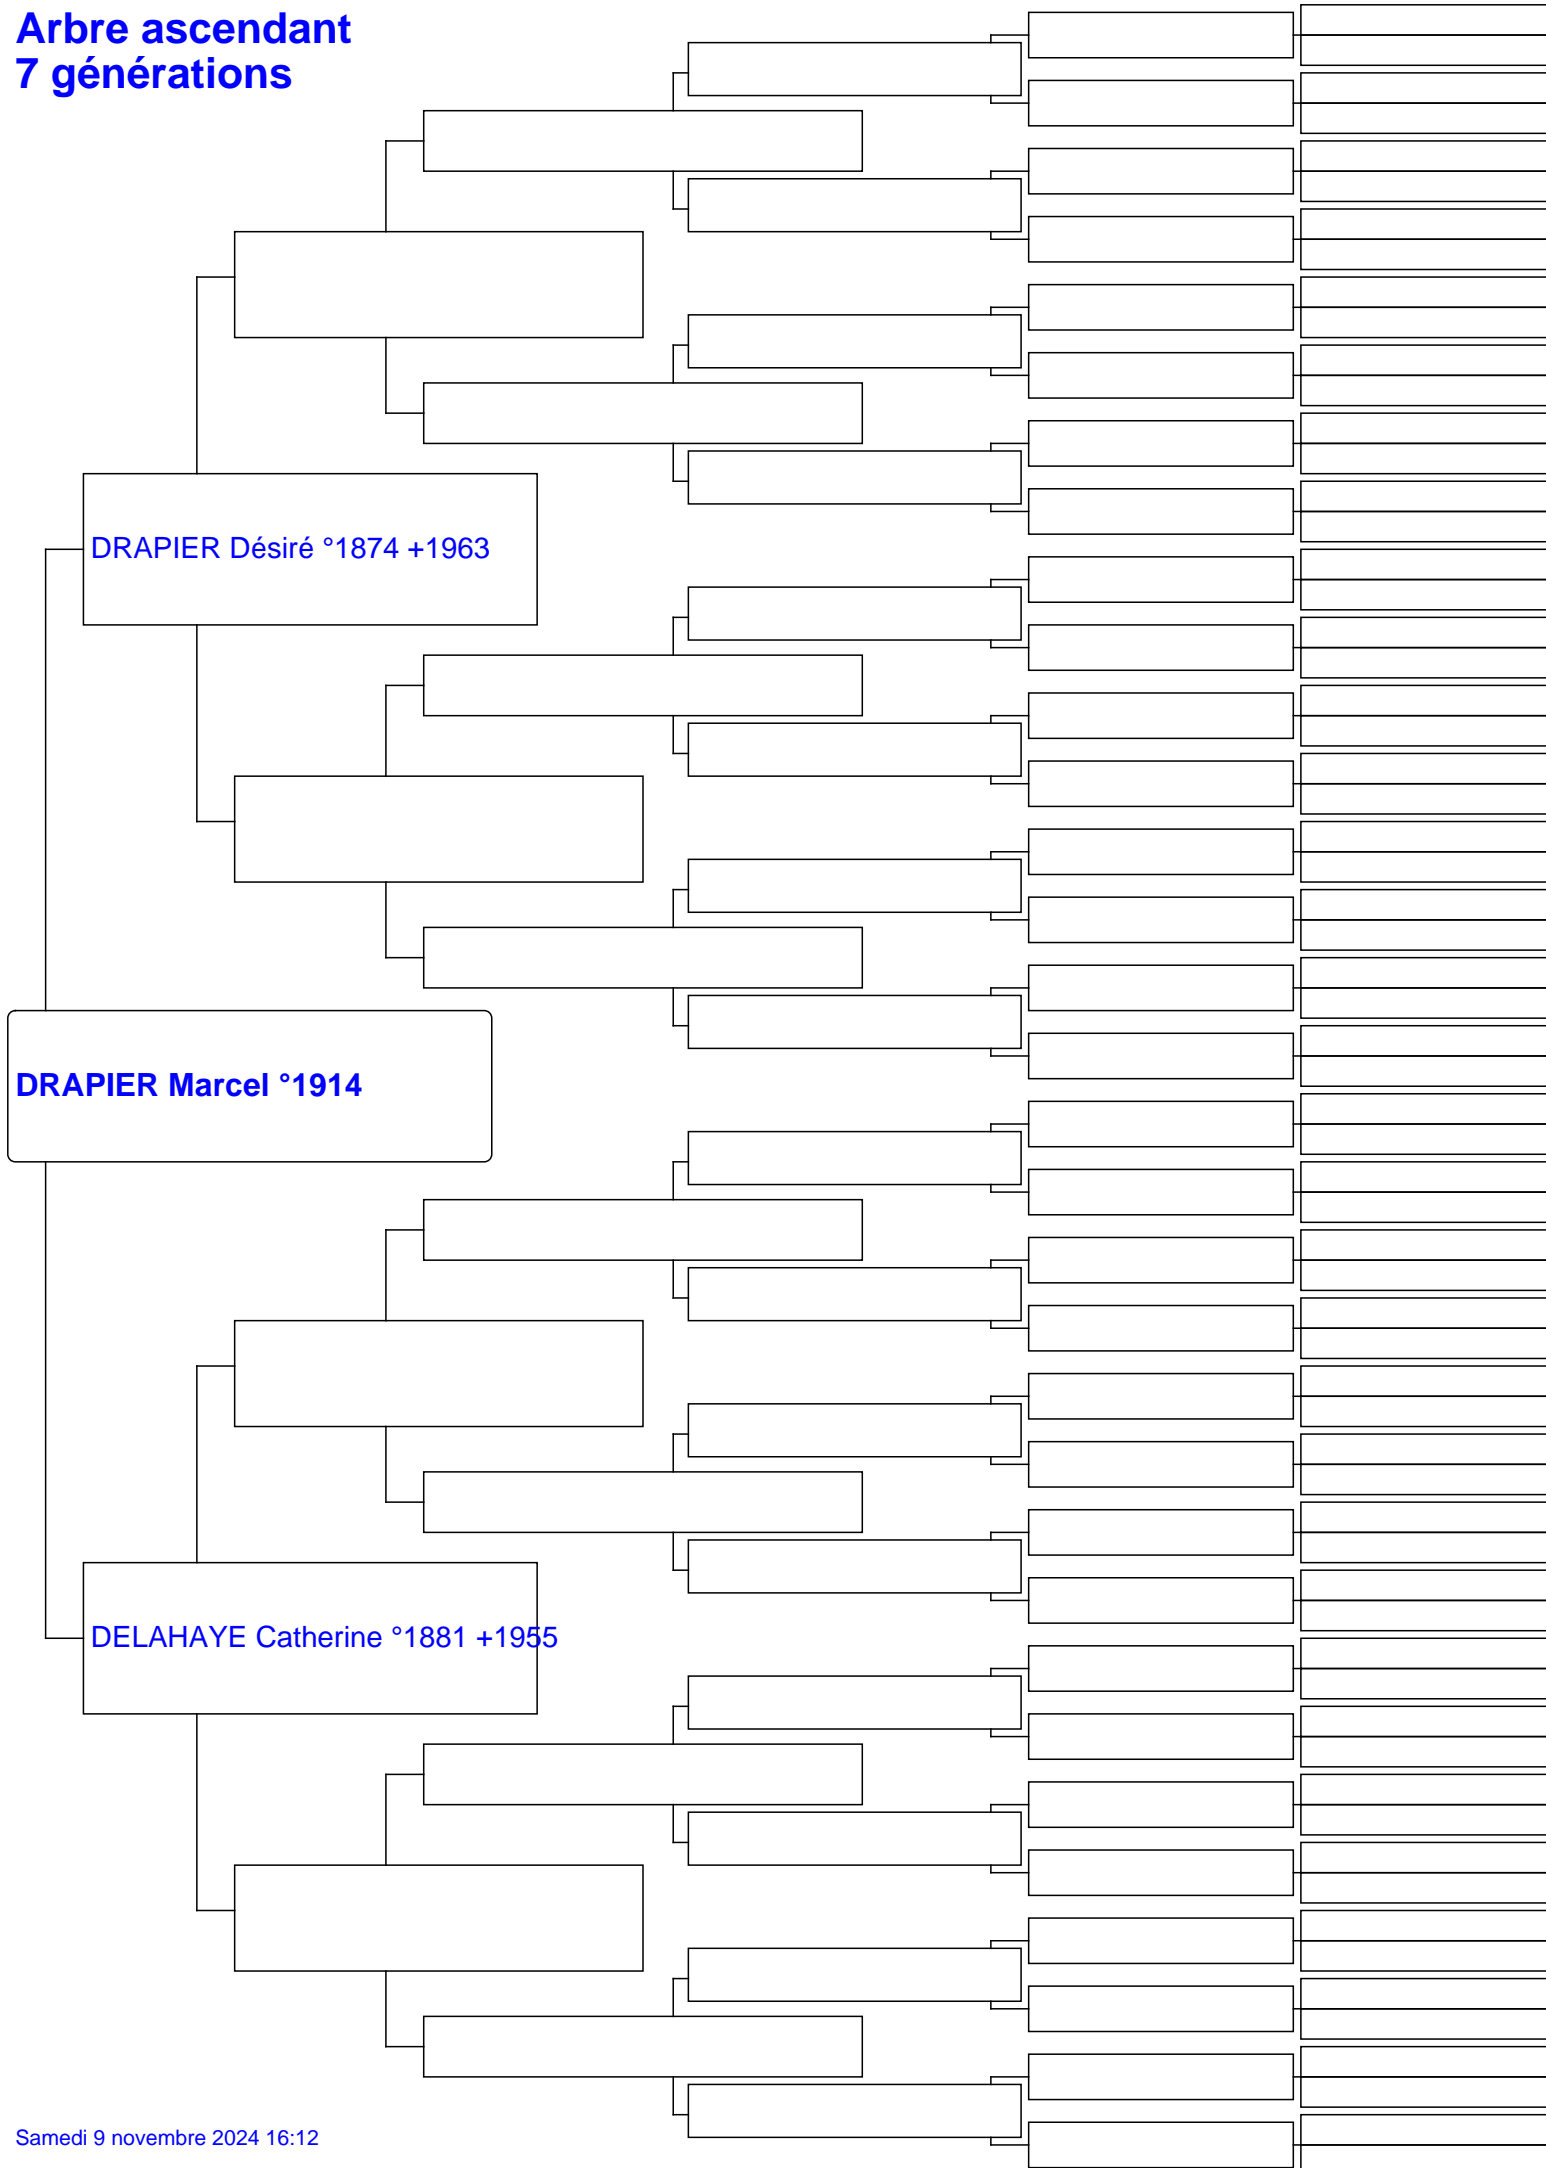 Arbre ascendant
7 générations
DRAPIER Désiré °1874 +1963
DRAPIER Marcel °1914
DELAHAYE Catherine °1881 +1955
Samedi 9 novembre 2024 16:12